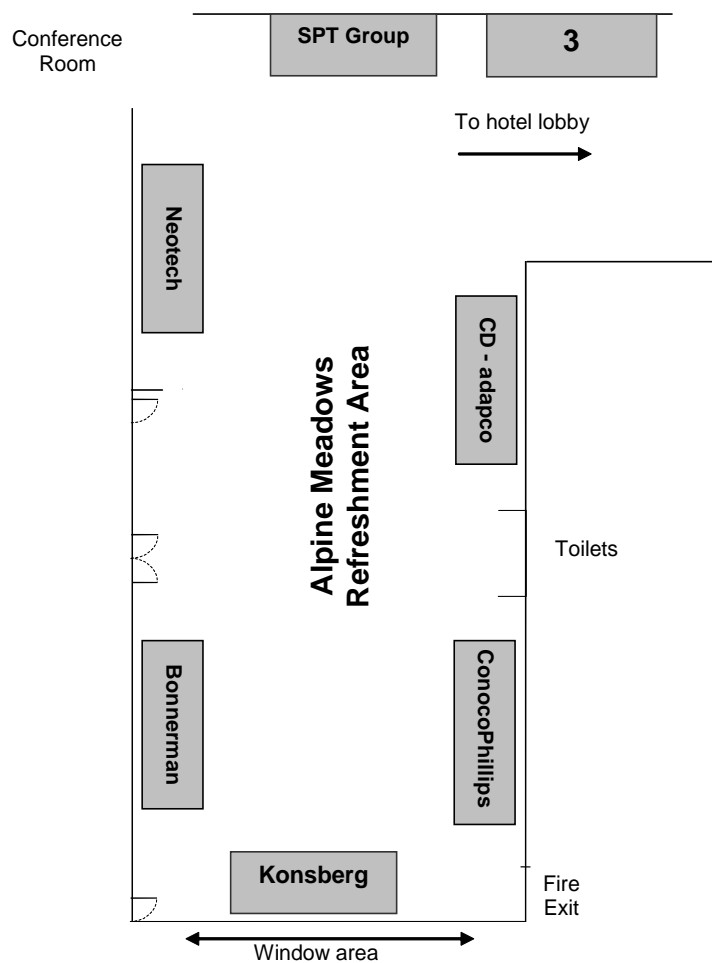 Conference
Room
SPT Group
3
To hotel lobby
Neotech
CD - adapco
Alpine Meadows
Refreshment Area
Toilets
Bonnerman
ConocoPhillips
Konsberg
Fire
Exit
Window area